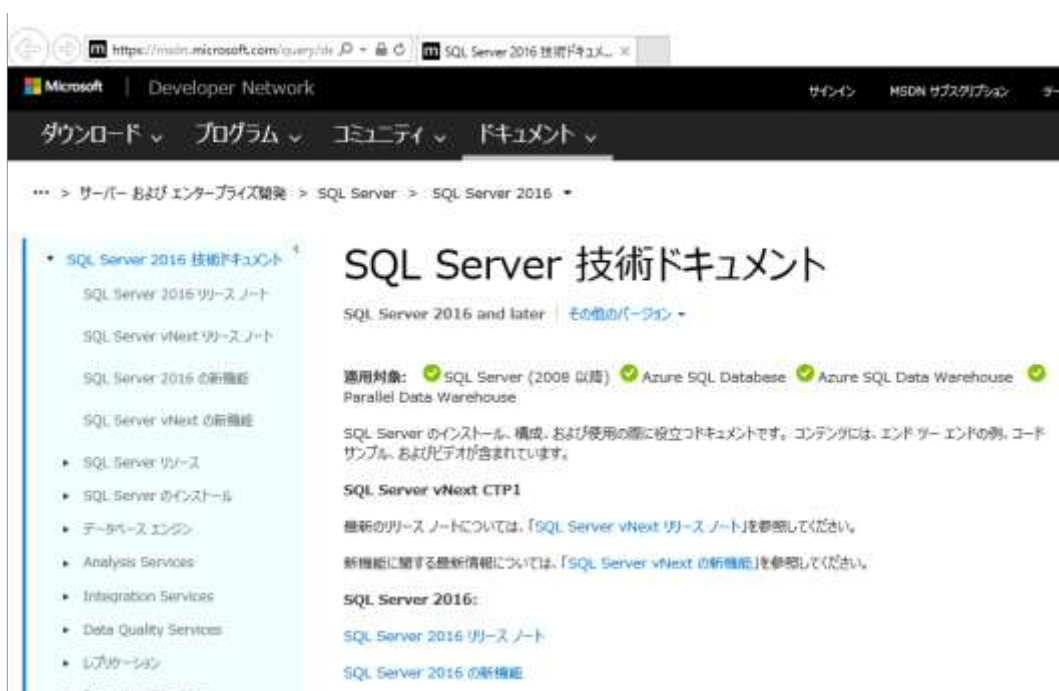 https://msdn.microsoft.com/query/de
SQL Server 2016 技術ドキュメ... ×
Microsoft | Developer Network
サインイン MSDN サブスクリプション
ダウンロード プログラム コミュニティ ドキュメント
... > サーバー および エンタープライズ開発 > SQL Server > SQL Server 2016
SQL Server 2016 技術ドキュメント
SQL Server 2016 リリース ノート
SQL Server vNext リリース ノート
SQL Server 2016 の新機能
SQL Server vNext の新機能
SQL Server リソース
SQL Server のインストール
データベース エンジン
Analysis Services
Integration Services
Data Quality Services
レプリケーション
SQL Server 技術ドキュメント
SQL Server 2016 and later | その他のバージョン
適用対象: SQL Server (2008 以降) Azure SQL Database Azure SQL Data Warehouse
Parallel Data Warehouse
SQL Server のインストール、構成、および使用の際に役立つドキュメントです。コンテンツには、エンド ツー エンドの例、コード
サンプル、およびビデオが含まれています。
SQL Server vNext CTP1
最新のリリース ノートについては、「SQL Server vNext リリース ノート」を参照してください。
新機能に関する最新情報については、「SQL Server vNext の新機能」を参照してください。
SQL Server 2016:
SQL Server 2016 リリース ノート
SQL Server 2016 の新機能